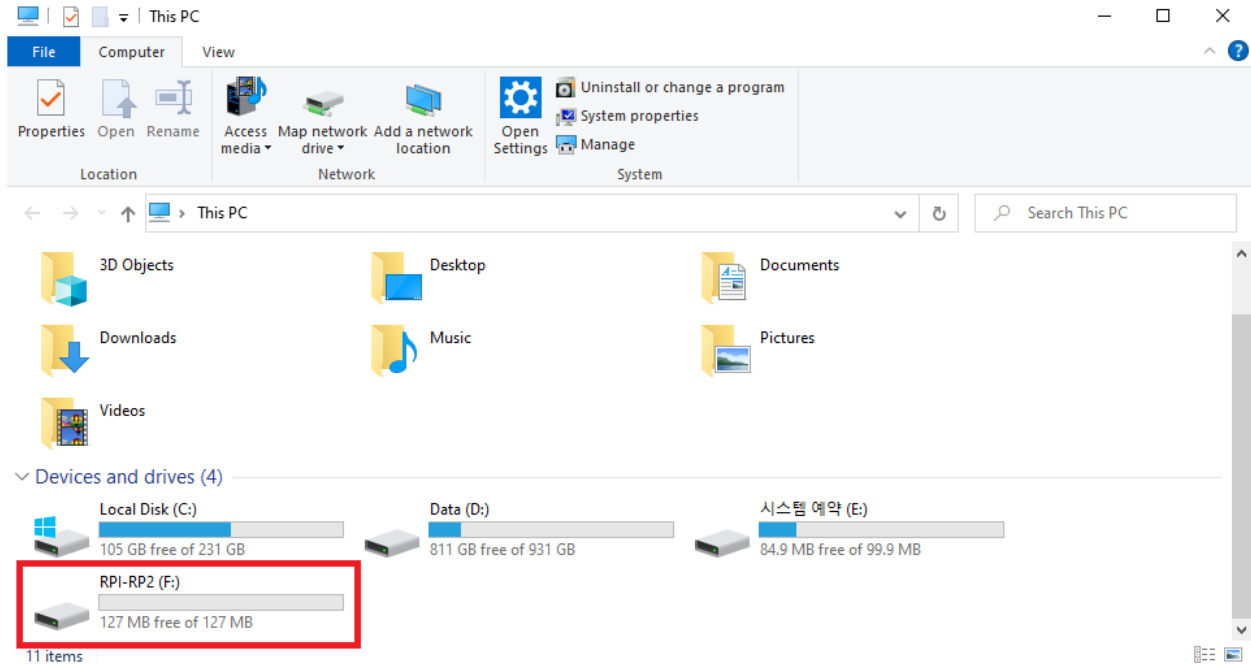 This PC
File Computer View
Properties Open Rename Access media Map network drive Add a network location Open Settings Uninstall or change a program
System properties
Manage
Location Network System
This PC Search This PC
3D Objects Desktop Documents
Downloads Music Pictures
Videos
Devices and drives (4)
Local Disk (C:) Data (D:) 시스템 예약 (E:)
105 GB free of 231 GB 811 GB free of 931 GB 84.9 MB free of 99.9 MB
RPI-RP2 (F:)
127 MB free of 127 MB
11 items